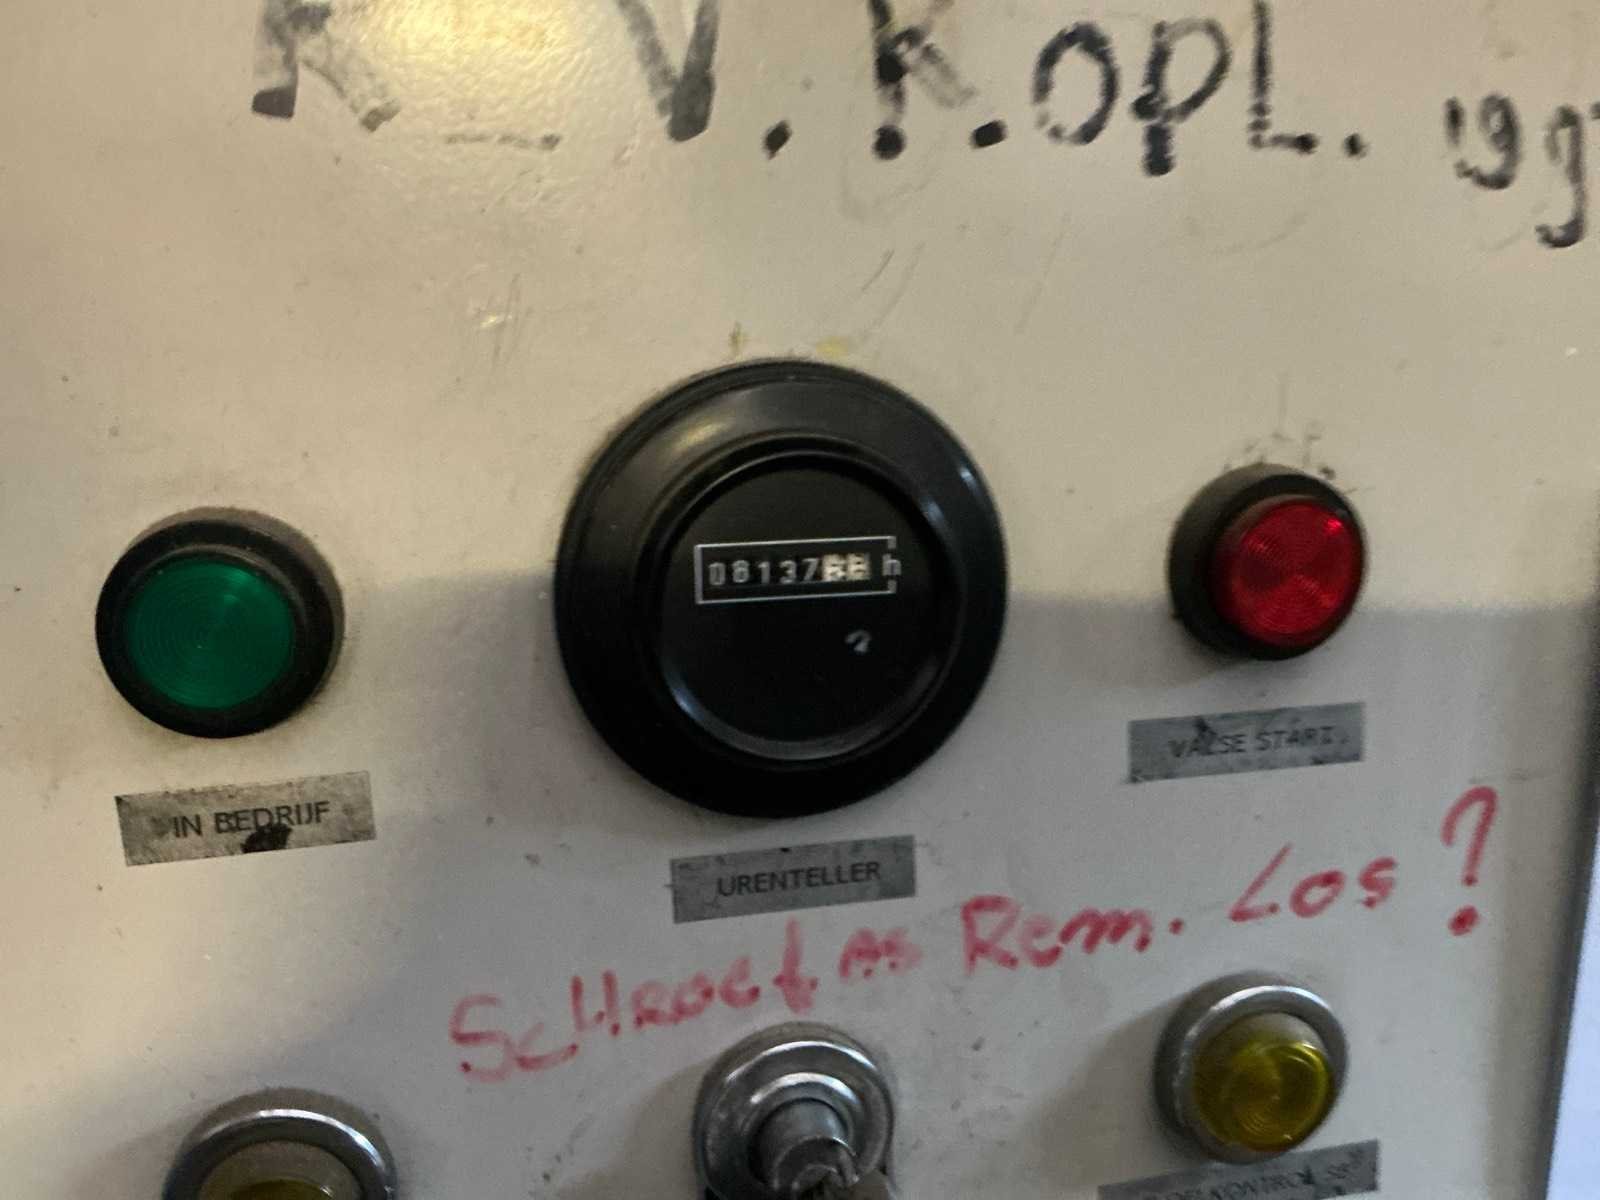 V.K.opL.
08137 h
IN BEDRIJF
URENTELLER
VALSE START
ScHROEf AS Rem. Los?